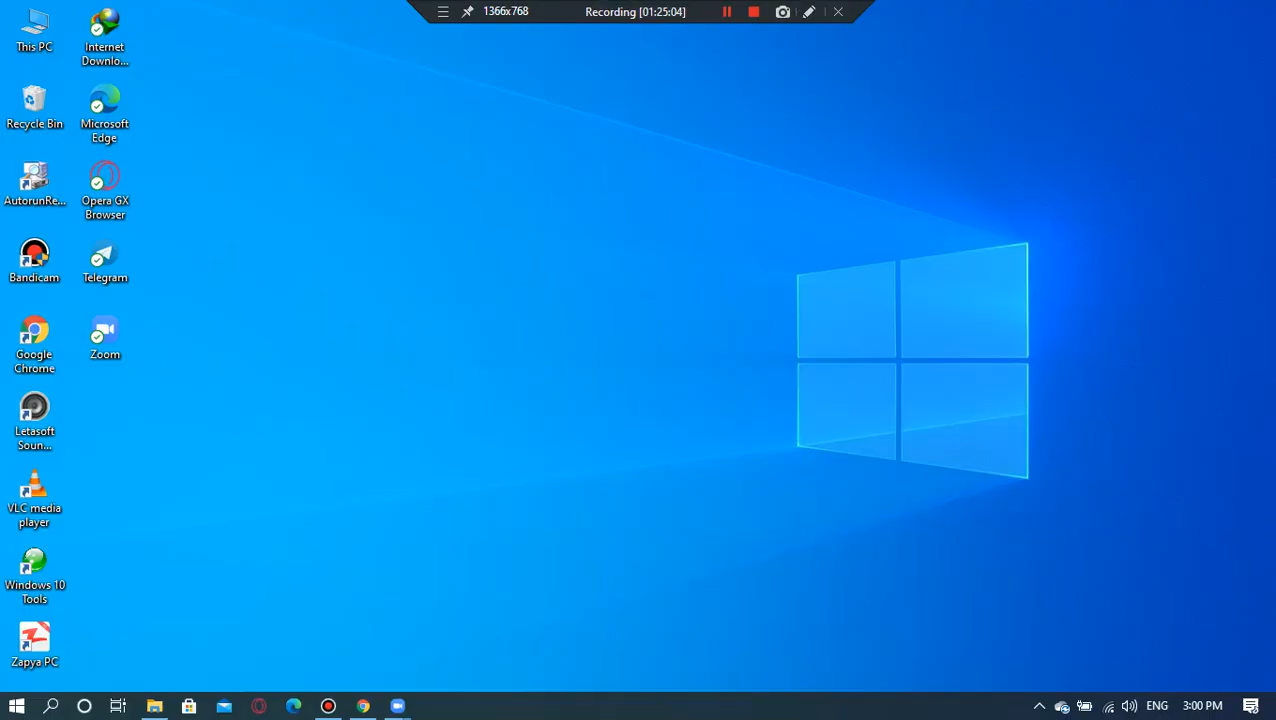 1366x768
Recording [01:25:04]
This PC
Internet
Downlo...
Recycle Bin
Microsoft
Edge
AutorunRe...
Opera GX
Browser
Bandicam
Telegram
Google
Chrome
Zoom
Letasoft
Soun...
VLC media
player
Windows 10
Tools
Zapya PC
ENG
3:00 PM